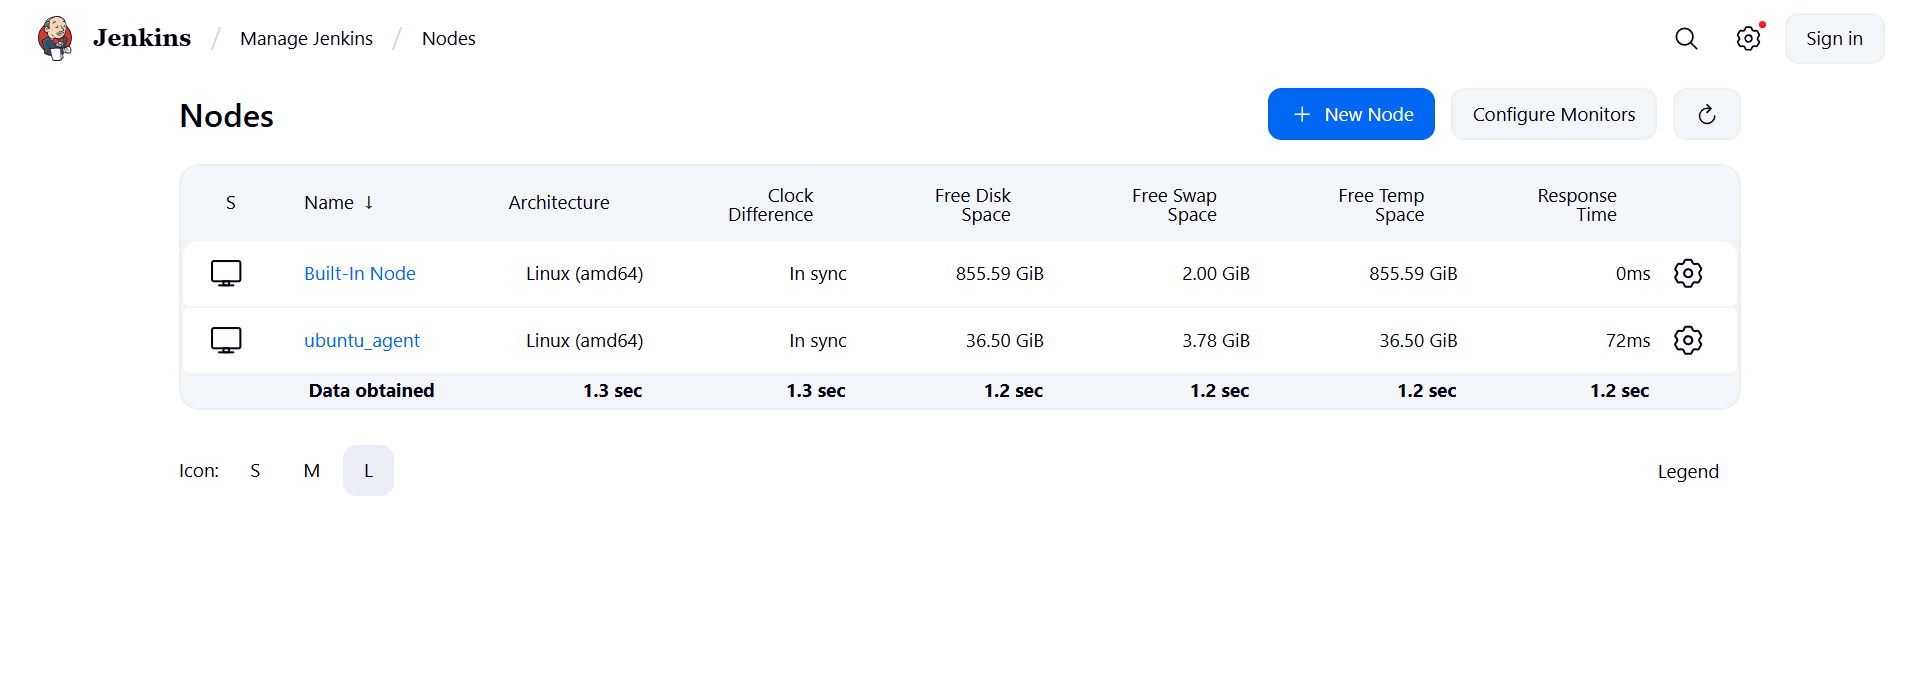 Jenkins / Manage Jenkins / Nodes Sign in
Nodes + New Node Configure Monitors
S Name ↓ Architecture Clock Difference Free Disk Space Free Swap Space Free Temp Space Response Time
Built-In Node Linux (amd64) In sync 855.59 GiB 2.00 GiB 855.59 GiB 0ms
ubuntu_agent Linux (amd64) In sync 36.50 GiB 3.78 GiB 36.50 GiB 72ms
Data obtained 1.3 sec 1.3 sec 1.2 sec 1.2 sec 1.2 sec 1.2 sec
Icon: S M L Legend